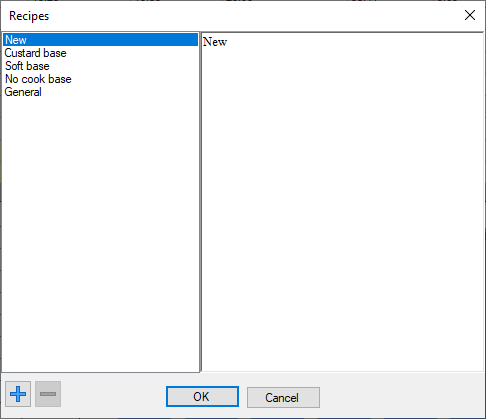 Recipes
New
Custard base
Soft base
No cook base
General
New
OK
Cancel